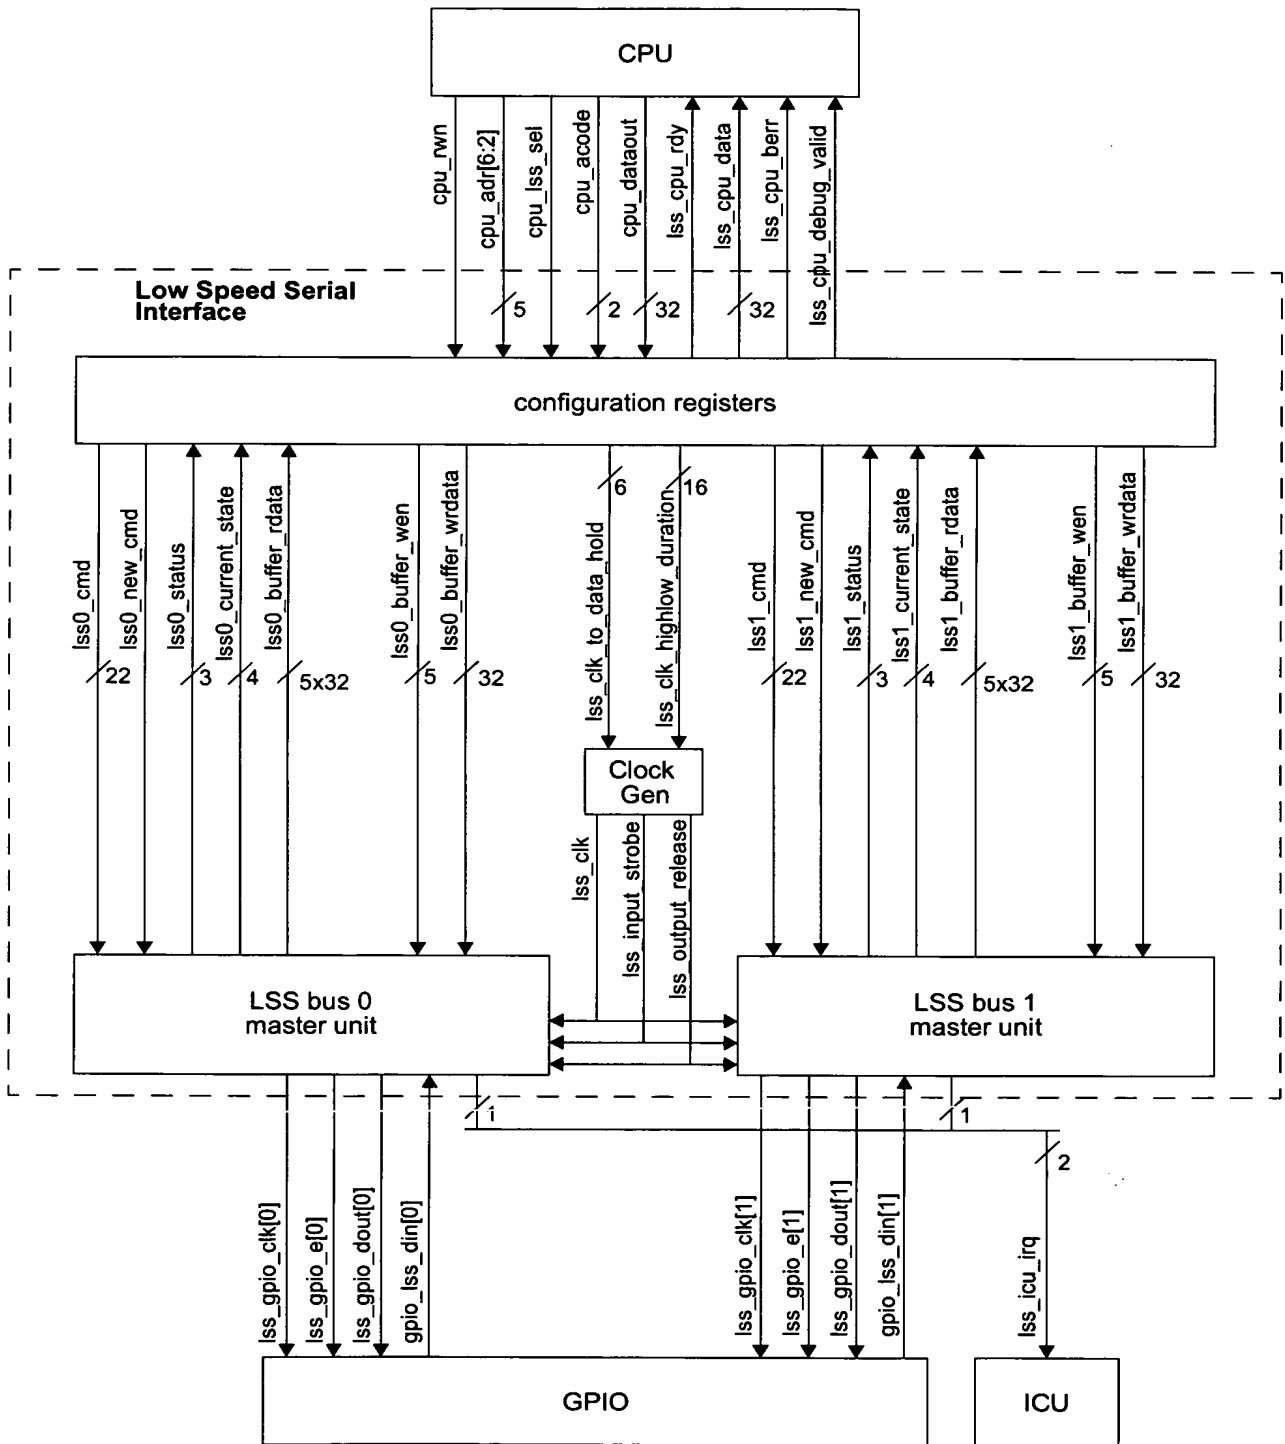 CPU
cpu_rwn
cpu_adr[6:2]
cpu_lss_sel
cpu_acode
cpu_dataout
lss_cpu_rdy
lss_cpu_data
lss_cpu_berr
lss_cpu_debug_valid
Low Speed Serial
Interface
5
2
32
32
configuration registers
lss0_cmd
lss0_new_cmd
lss0_status
lss0_current_state
lss0_buffer_rdata
lss0_buffer_wen
lss0_buffer_wrdata
6
16
lss_clk_to_data_hold
lss_clk_highlow_duration
lss1_cmd
lss1_new_cmd
lss1_status
lss1_current_state
lss1_buffer_rdata
lss1_buffer_wen
lss1_buffer_wrdata
22
3
4
5x32
5
32
22
3
4
5x32
5
32
Clock
Gen
lss_clk
lss_input_strobe
lss_output_release
LSS bus 0
master unit
LSS bus 1
master unit
1
1
2
lss_gpio_clk[0]
lss_gpio_e[0]
lss_gpio_dout[0]
gpio_lss_din[0]
lss_gpio_clk[1]
lss_gpio_e[1]
lss_gpio_dout[1]
gpio_lss_din[1]
lss_icu_irq
GPIO
ICU